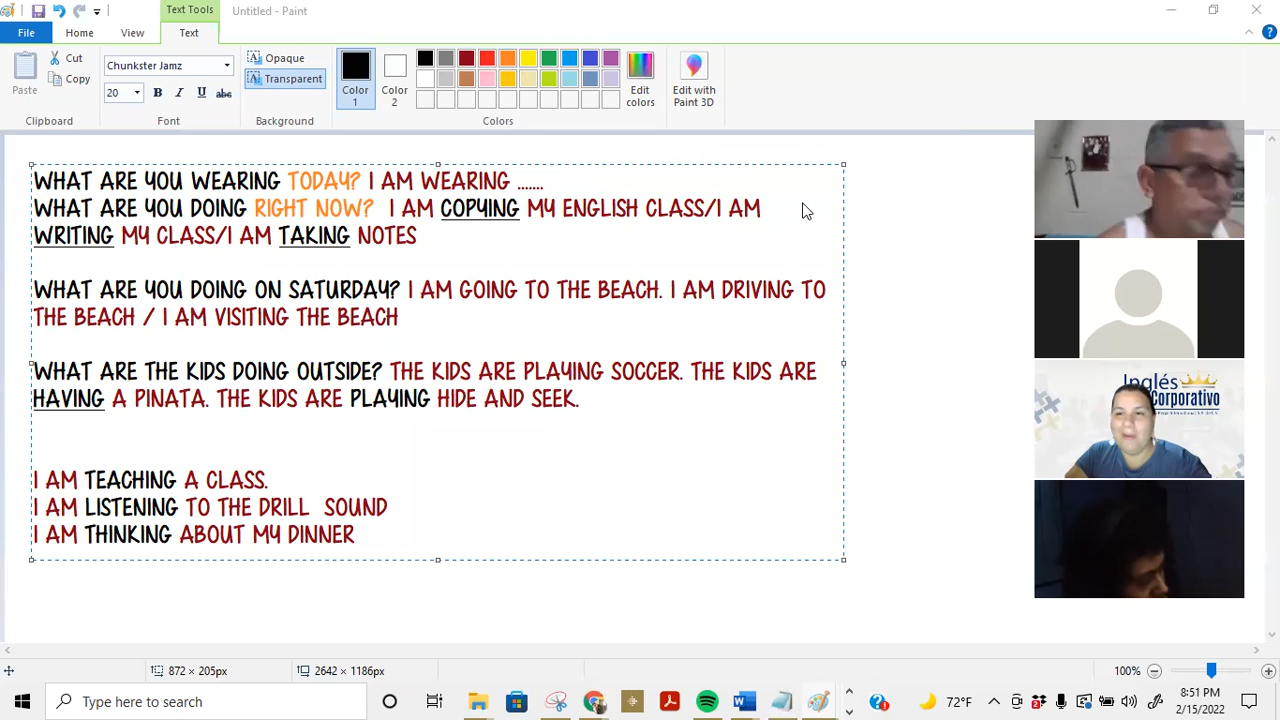 Text Tools
Untitled - Paint
File
Home
View
Text
Paste
Cut
Copy
Clipboard
Chunkster Jamz
20
B I U abc
Font
Opaque
Transparent
Background
Color 1
Color 2
Edit colors
Colors
Edit with Paint 3D
WHAT ARE YOU WEARING TODAY? I AM WEARING .......
WHAT ARE YOU DOING RIGHT NOW? I AM COPYING MY ENGLISH CLASS/I AM
WRITING MY CLASS/I AM TAKING NOTES
WHAT ARE YOU DOING ON SATURDAY? I AM GOING TO THE BEACH. I AM DRIVING TO
THE BEACH / I AM VISITING THE BEACH
WHAT ARE THE KIDS DOING OUTSIDE? THE KIDS ARE PLAYING SOCCER. THE KIDS ARE
HAVING A PINATA. THE KIDS ARE PLAYING HIDE AND SEEK.
I AM TEACHING A CLASS.
I AM LISTENING TO THE DRILL SOUND
I AM THINKING ABOUT MY DINNER
Inglés
Corporativo
872 × 205px
2642 × 1186px
100%
Type here to search
72°F
8:51 PM
2/15/2022